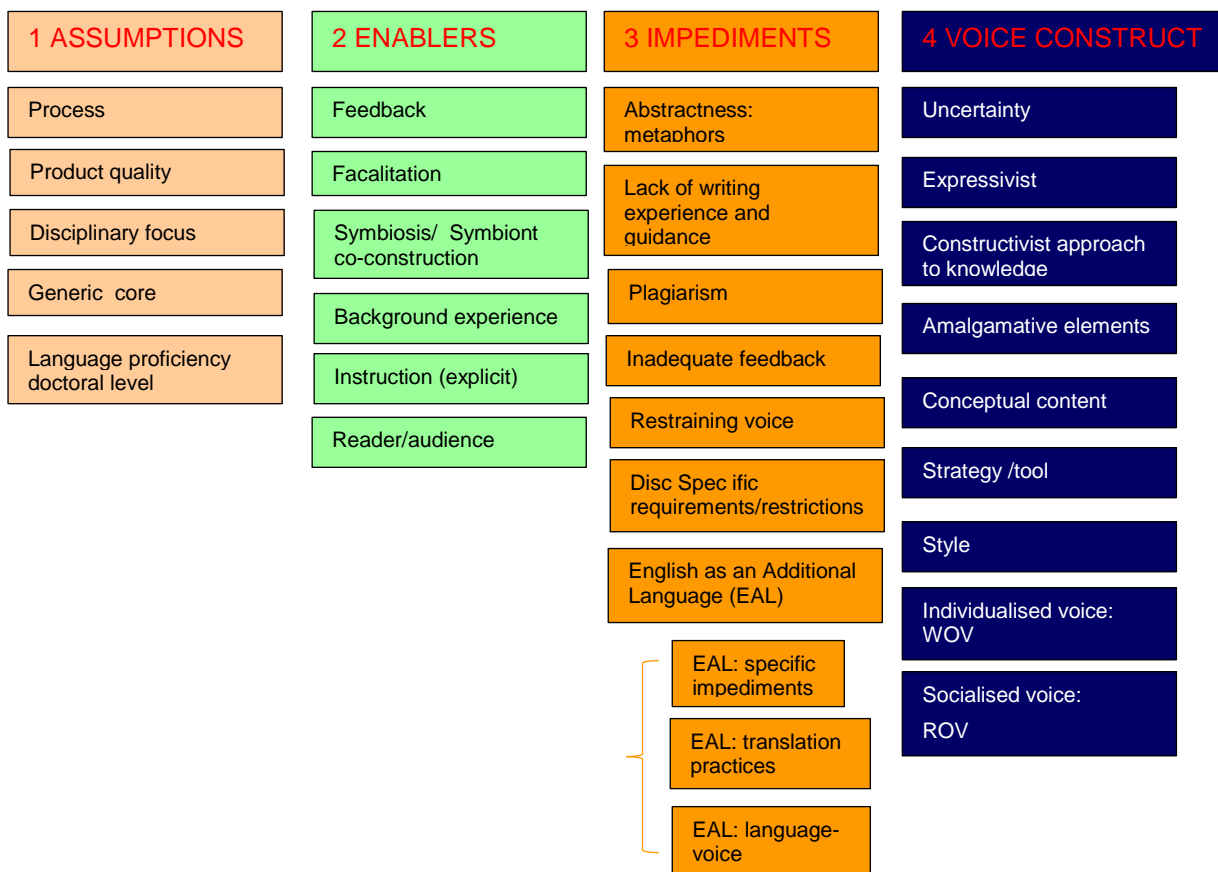 1 ASSUMPTIONS
Process
Product quality
Disciplinary focus
Generic core
Language proficiency
doctoral level
2 ENABLERS
Feedback
Facalitation
Symbiosis/ Symbiont
co-construction
Background experience
Instruction (explicit)
Reader/audience
3 IMPEDIMENTS
Abstractness:
metaphors
Lack of writing
experience and
guidance
Plagiarism
Inadequate feedback
Restraining voice
Disc Spec ific
requirements/restrictions
English as an Additional
Language (EAL)
EAL: specific
impediments
EAL: translation
practices
EAL: language-
voice
4 VOICE CONSTRUCT
Uncertainty
Expressivist
Constructivist approach
to knowledge
Amalgamative elements
Conceptual content
Strategy /tool
Style
Individualised voice:
WOV
Socialised voice:
ROV